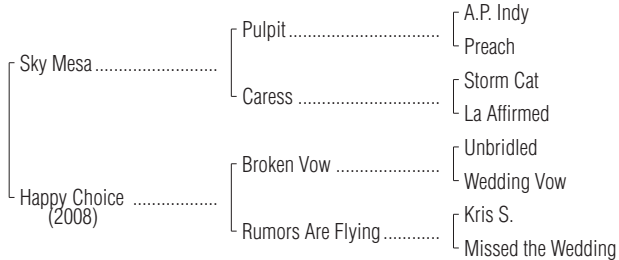 A.P. Indy
Pulpit
Preach
Sky Mesa
Storm Cat
Caress
La Affirmed
Unbridled
Broken Vow
Wedding Vow
Happy Choice
(2008)
Kris S.
Rumors Are Flying
Missed the Wedding